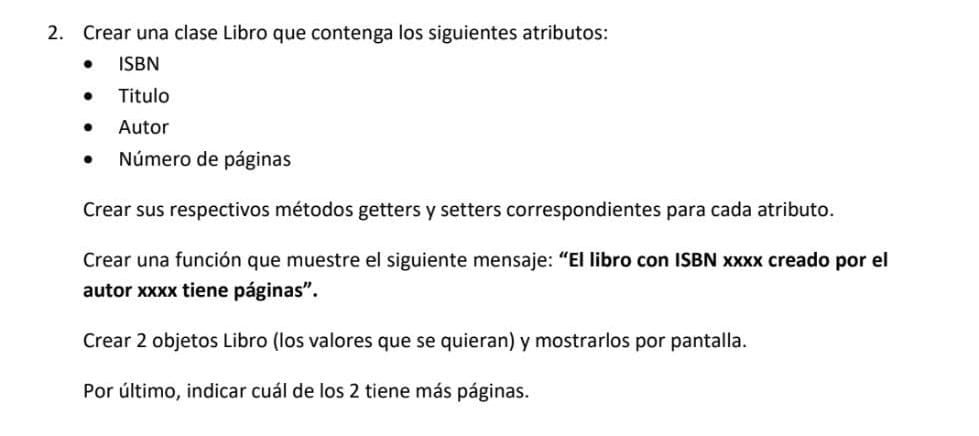 2. Crear una clase Libro que contenga los siguientes atributos:
• ISBN
• Titulo
• Autor
• Número de páginas
Crear sus respectivos métodos getters y setters correspondientes para cada atributo.
Crear una función que muestre el siguiente mensaje: “El libro con ISBN xxxx creado por el
autor xxxx tiene páginas”.
Crear 2 objetos Libro (los valores que se quieran) y mostrarlos por pantalla.
Por último, indicar cuál de los 2 tiene más páginas.